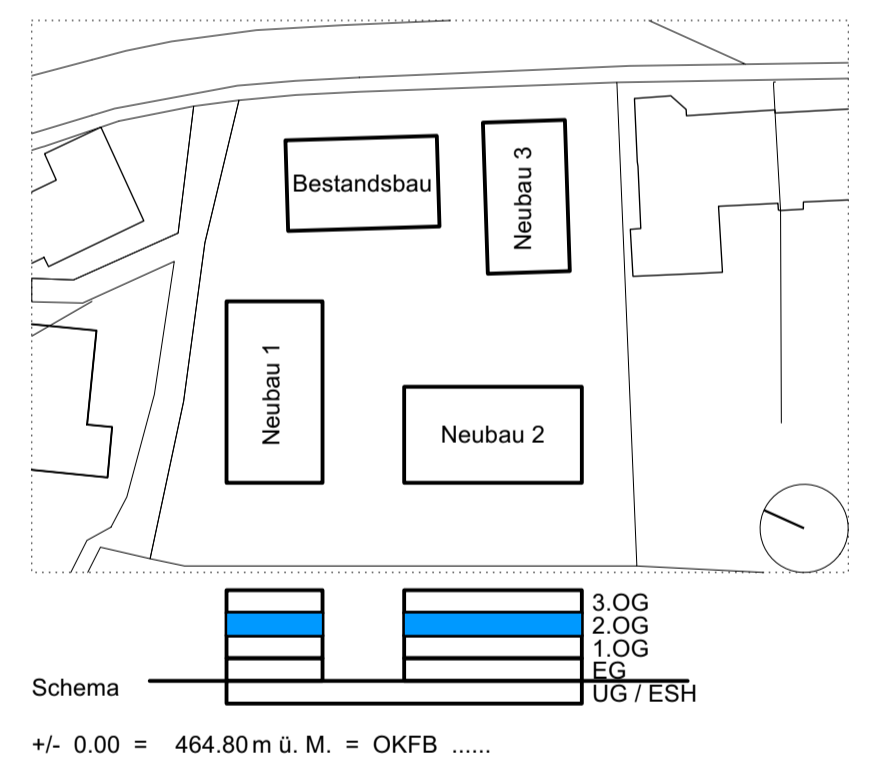 Bestandsbau
Neubau 3
Neubau 1
Neubau 2
3.OG
2.OG
1.OG
EG
Schema
UG / ESH
+/- 0.00 = 464.80 m ü. M. = OKFB ......